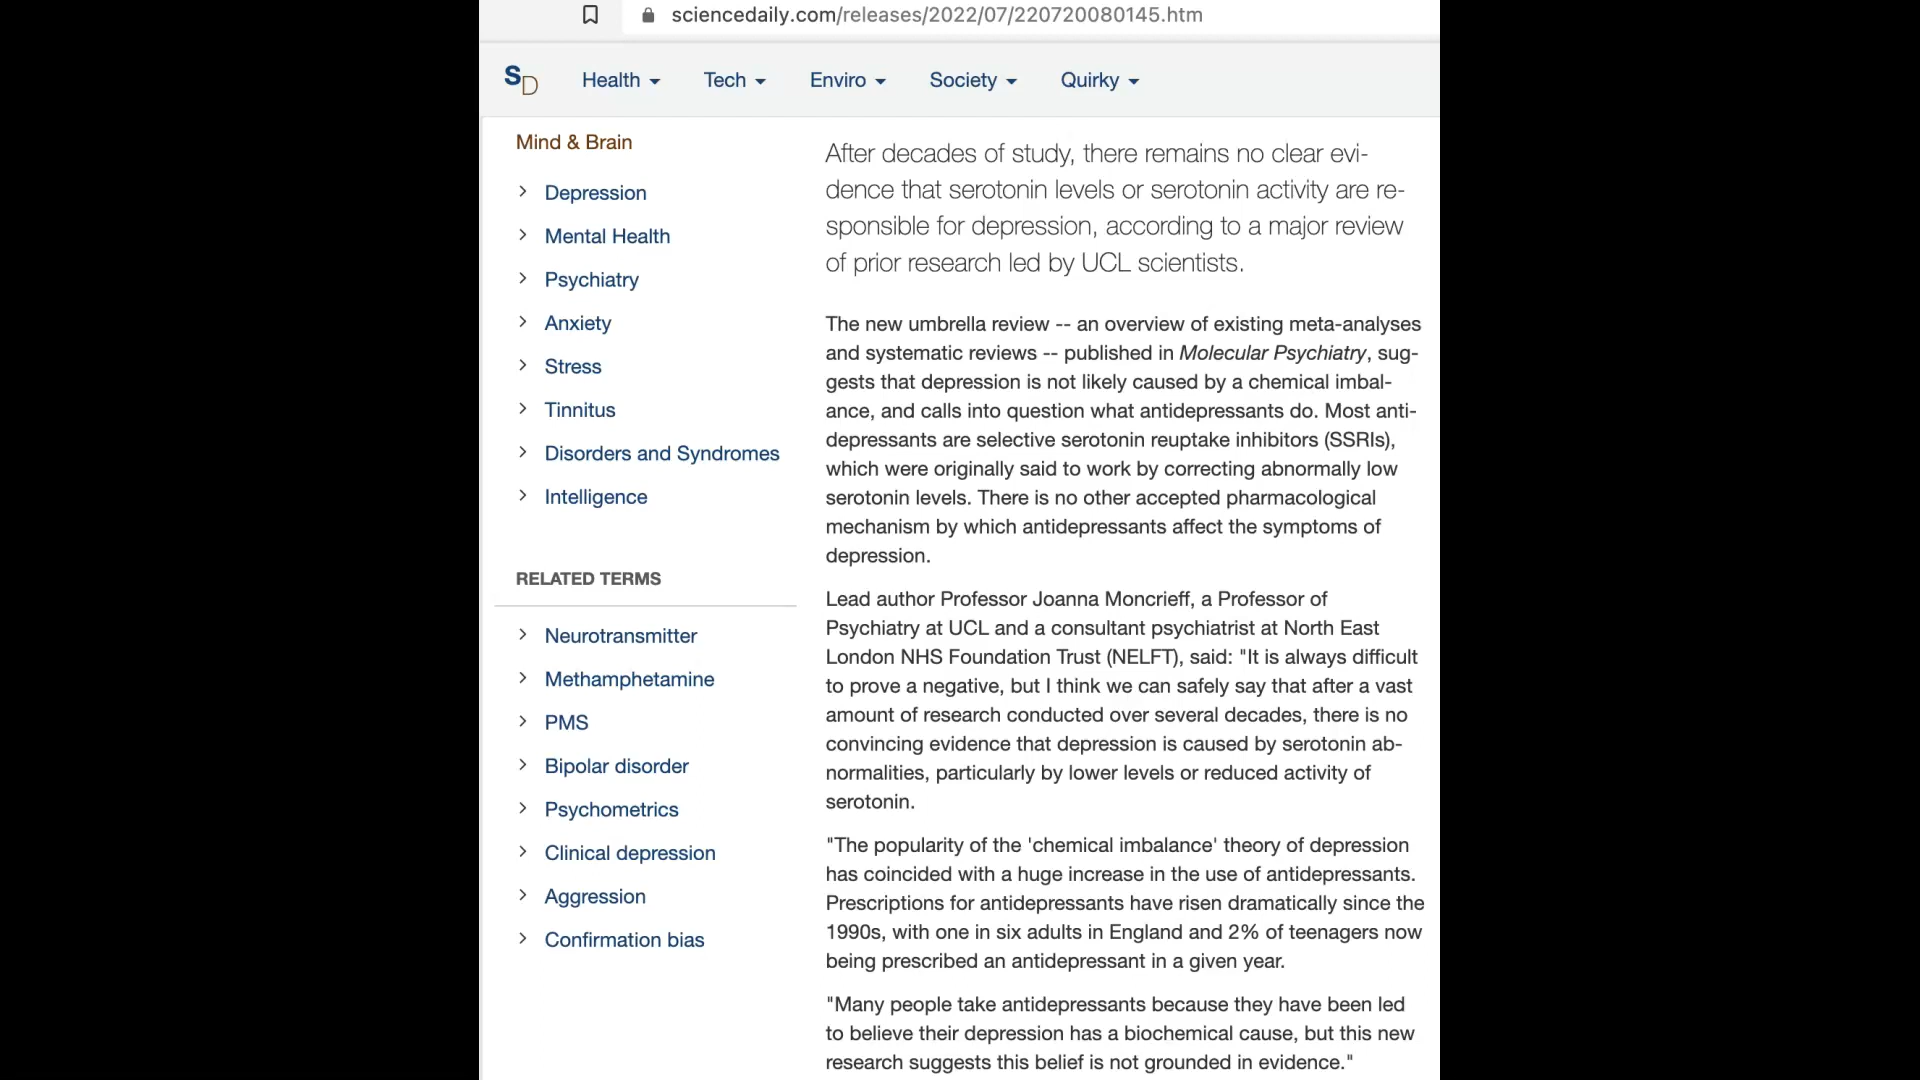 sciencedaily.com/releases/2022/07/220720080145.htm
SD Health Tech Enviro Society Quirky
Mind & Brain
Depression
Mental Health
Psychiatry
Anxiety
Stress
Tinnitus
Disorders and Syndromes
Intelligence
RELATED TERMS
Neurotransmitter
Methamphetamine
PMS
Bipolar disorder
Psychometrics
Clinical depression
Aggression
Confirmation bias
After decades of study, there remains no clear evi-
dence that serotonin levels or serotonin activity are re-
sponsible for depression, according to a major review
of prior research led by UCL scientists.
The new umbrella review -- an overview of existing meta-analyses
and systematic reviews -- published in Molecular Psychiatry, sug-
gests that depression is not likely caused by a chemical imbal-
ance, and calls into question what antidepressants do. Most anti-
depressants are selective serotonin reuptake inhibitors (SSRIs),
which were originally said to work by correcting abnormally low
serotonin levels. There is no other accepted pharmacological
mechanism by which antidepressants affect the symptoms of
depression.
Lead author Professor Joanna Moncrieff, a Professor of
Psychiatry at UCL and a consultant psychiatrist at North East
London NHS Foundation Trust (NELFT), said: "It is always difficult
to prove a negative, but I think we can safely say that after a vast
amount of research conducted over several decades, there is no
convincing evidence that depression is caused by serotonin ab-
normalities, particularly by lower levels or reduced activity of
serotonin.
"The popularity of the 'chemical imbalance' theory of depression
has coincided with a huge increase in the use of antidepressants.
Prescriptions for antidepressants have risen dramatically since the
1990s, with one in six adults in England and 2% of teenagers now
being prescribed an antidepressant in a given year.
"Many people take antidepressants because they have been led
to believe their depression has a biochemical cause, but this new
research suggests this belief is not grounded in evidence."